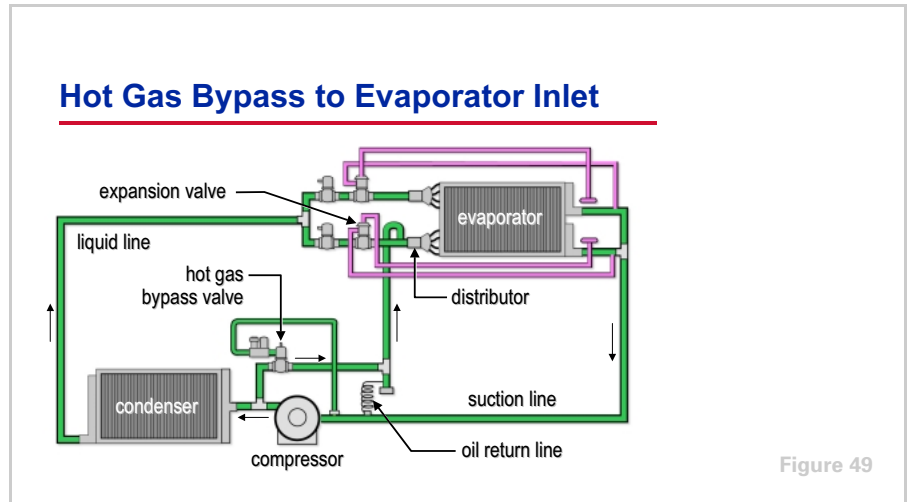 Hot Gas Bypass to Evaporator Inlet
expansion valve
evaporator
liquid line
hot gas
bypass valve
distributor
condenser
suction line
compressor
oil return line
Figure 49